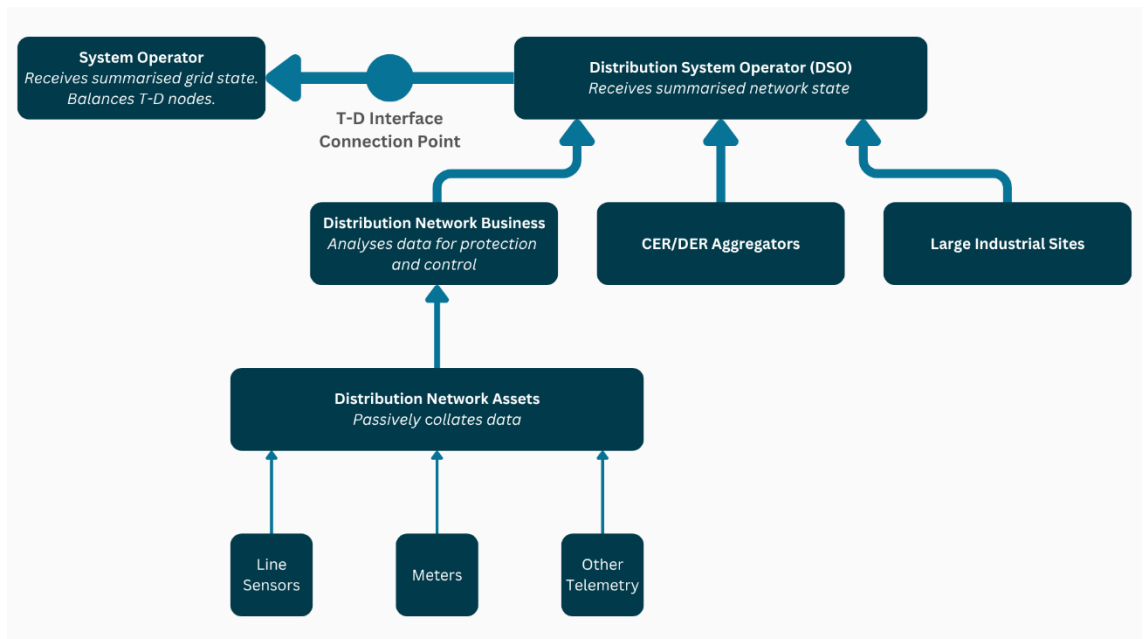 System Operator
Receives summarised grid state.
Balances T-D nodes.
Distribution System Operator (DSO)
Receives summarised network state
T-D Interface
Connection Point
Distribution Network Business
Analyses data for protection
and control
CER/DER Aggregators
Large Industrial Sites
Distribution Network Assets
Passively collates data
Line
Sensors
Meters
Other
Telemetry